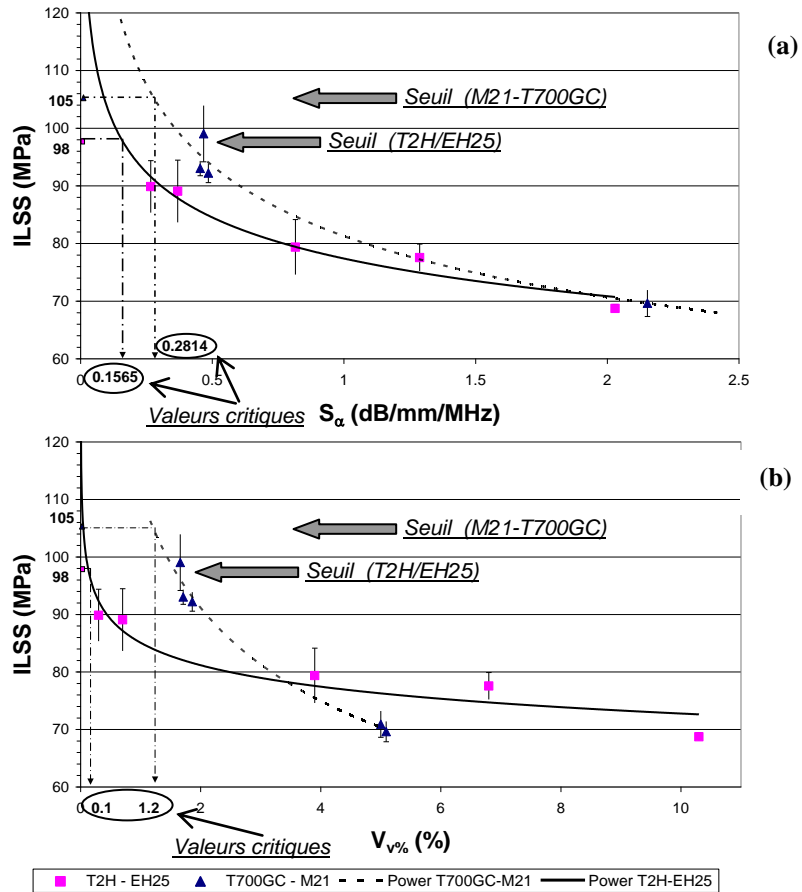 120
(a)
110
105
Seuil (M21-T700GC)
100
98
Seuil (T2H/EH25)
90
80
70
60
ILSS (MPa)
0.2814
0
0.5
1
1.5
2
2.5
0.1565
Valeurs critiques
Sα (dB/mm/MHz)
120
(b)
110
105
Seuil (M21-T700GC)
100
98
Seuil (T2H/EH25)
90
80
70
60
ILSS (MPa)
0
2
4
6
8
10
0.1
1.2
Valeurs critiques
Vv% (%)
T2H - EH25
T700GC - M21
Power T700GC-M21
Power T2H-EH25